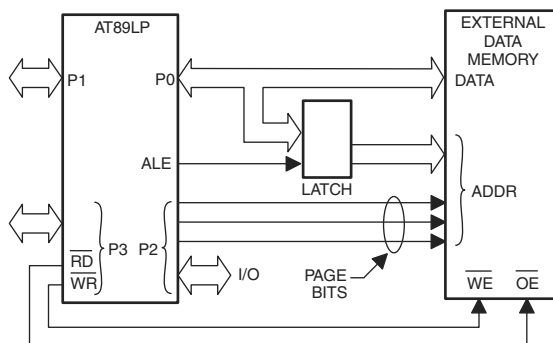 AT89LP
EXTERNAL
DATA
MEMORY
P1
P0
DATA
ALE
LATCH
ADDR
P3
P2
RD
WR
I/O
PAGE
BITS
WE
OE